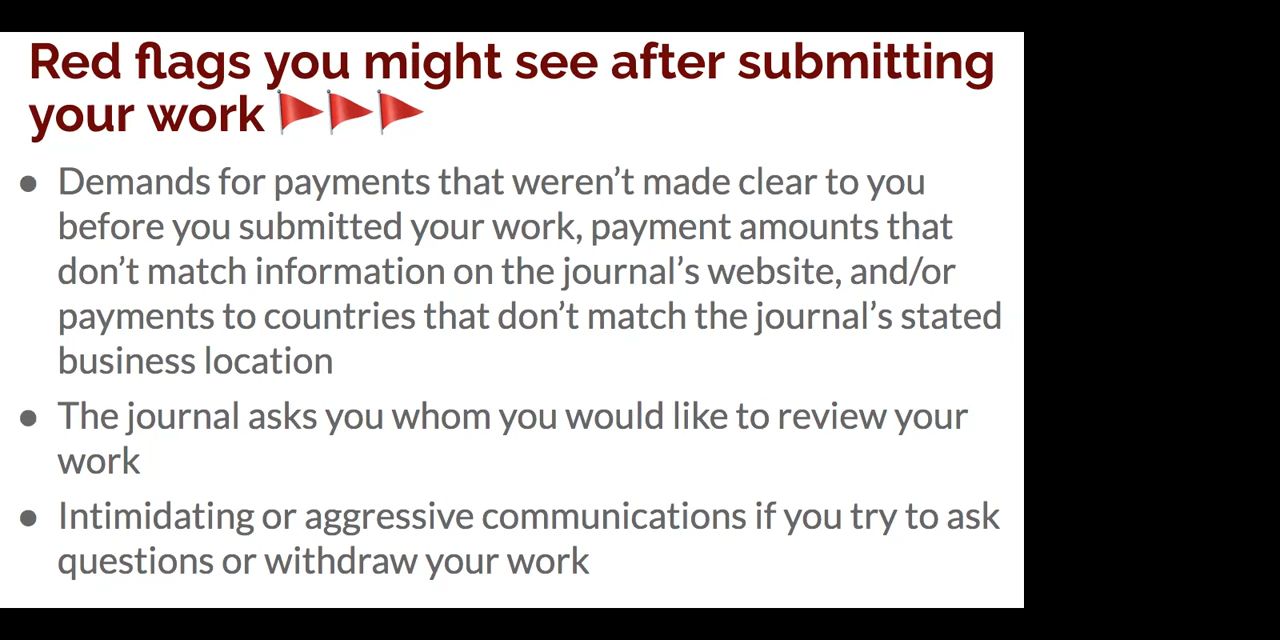 Red flags you might see after submitting
your work 🚩🚩🚩
● Demands for payments that weren’t made clear to you
before you submitted your work, payment amounts that
don’t match information on the journal’s website, and/or
payments to countries that don’t match the journal’s stated
business location
● The journal asks you whom you would like to review your
work
● Intimidating or aggressive communications if you try to ask
questions or withdraw your work